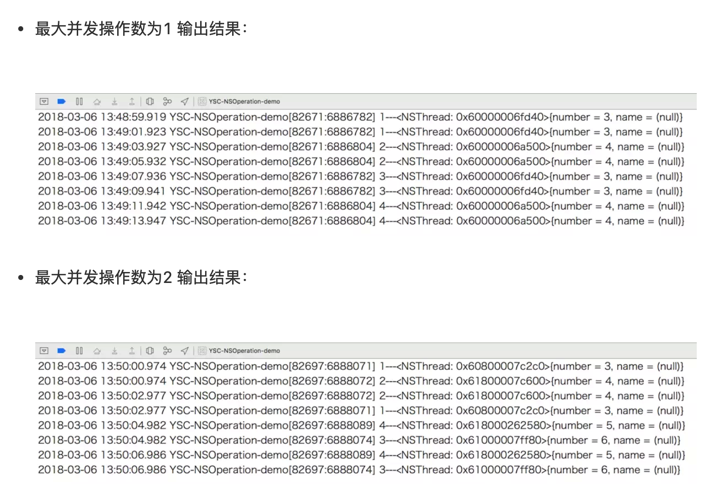 • 最大并发操作数为1 输出结果：
YSC-NSOperation-demo
2018-03-06 13:48:59.919 YSC-NSOperation-demo[82671:6886782] 1---<NSThread: 0x60000006fd40>{number = 3, name = (null)}
2018-03-06 13:49:01.923 YSC-NSOperation-demo[82671:6886782] 1---<NSThread: 0x60000006fd40>{number = 3, name = (null)}
2018-03-06 13:49:03.927 YSC-NSOperation-demo[82671:6886804] 2---<NSThread: 0x60000006a500>{number = 4, name = (null)}
2018-03-06 13:49:05.932 YSC-NSOperation-demo[82671:6886804] 2---<NSThread: 0x60000006a500>{number = 4, name = (null)}
2018-03-06 13:49:07.936 YSC-NSOperation-demo[82671:6886782] 3---<NSThread: 0x60000006fd40>{number = 3, name = (null)}
2018-03-06 13:49:09.941 YSC-NSOperation-demo[82671:6886782] 3---<NSThread: 0x60000006fd40>{number = 3, name = (null)}
2018-03-06 13:49:11.942 YSC-NSOperation-demo[82671:6886804] 4---<NSThread: 0x60000006a500>{number = 4, name = (null)}
2018-03-06 13:49:13.947 YSC-NSOperation-demo[82671:6886804] 4---<NSThread: 0x60000006a500>{number = 4, name = (null)}
• 最大并发操作数为2 输出结果：
YSC-NSOperation-demo
2018-03-06 13:50:00.974 YSC-NSOperation-demo[82697:6888071] 1---<NSThread: 0x60800007c2c0>{number = 3, name = (null)}
2018-03-06 13:50:00.974 YSC-NSOperation-demo[82697:6888072] 2---<NSThread: 0x61800007c600>{number = 4, name = (null)}
2018-03-06 13:50:02.977 YSC-NSOperation-demo[82697:6888072] 2---<NSThread: 0x61800007c600>{number = 4, name = (null)}
2018-03-06 13:50:02.977 YSC-NSOperation-demo[82697:6888071] 1---<NSThread: 0x60800007c2c0>{number = 3, name = (null)}
2018-03-06 13:50:04.982 YSC-NSOperation-demo[82697:6888089] 4---<NSThread: 0x618000262580>{number = 5, name = (null)}
2018-03-06 13:50:04.982 YSC-NSOperation-demo[82697:6888074] 3---<NSThread: 0x61000007ff80>{number = 6, name = (null)}
2018-03-06 13:50:06.986 YSC-NSOperation-demo[82697:6888089] 4---<NSThread: 0x618000262580>{number = 5, name = (null)}
2018-03-06 13:50:06.986 YSC-NSOperation-demo[82697:6888074] 3---<NSThread: 0x61000007ff80>{number = 6, name = (null)}